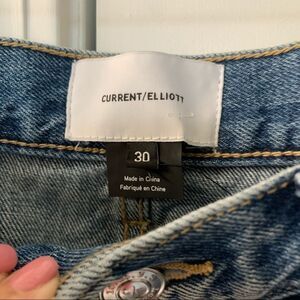 CURRENT/ELLIOTT
30
Made in China
Fabriqué en Chine